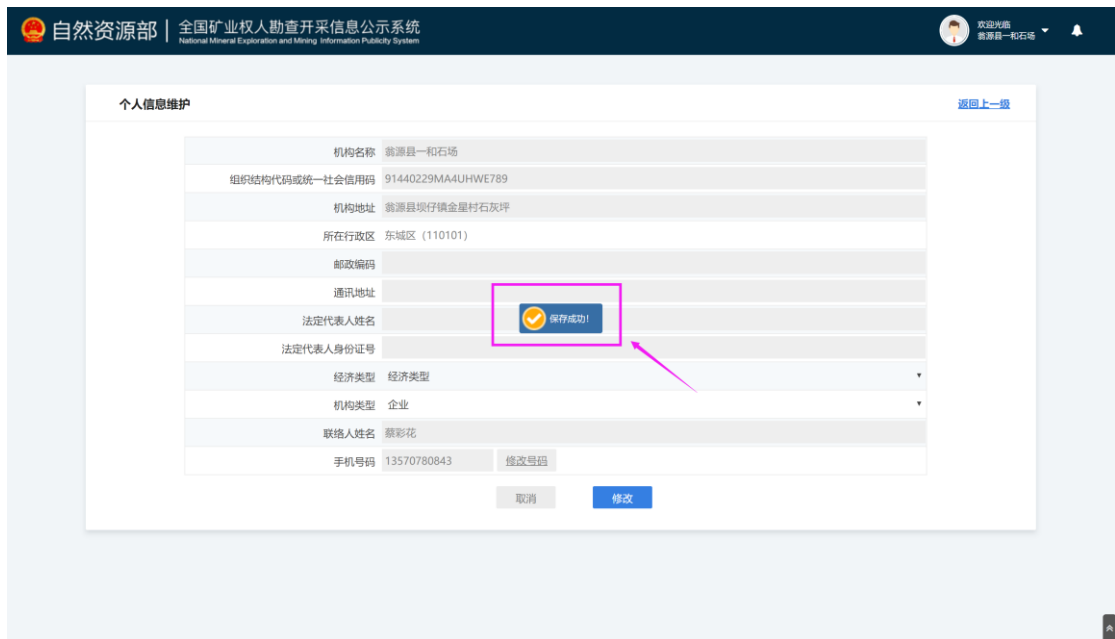 自然资源部 | 全国矿业权人勘查开采信息公示系统
National Mineral Exploration and Mining Information Publicity System
欢迎光临
翁源县一和石场
个人信息维护
返回上一级
机构名称 翁源县一和石场
组织结构代码或统一社会信用码 91440229MA4UHWE789
机构地址 翁源县坝仔镇金星村石灰坪
所在行政区 东城区（110101）
邮政编码
通讯地址
法定代表人姓名
保存成功!
法定代表人身份证号
经济类型 经济类型
机构类型 企业
联络人姓名 蔡彩花
手机号码 13570780843 修改号码
取消 修改